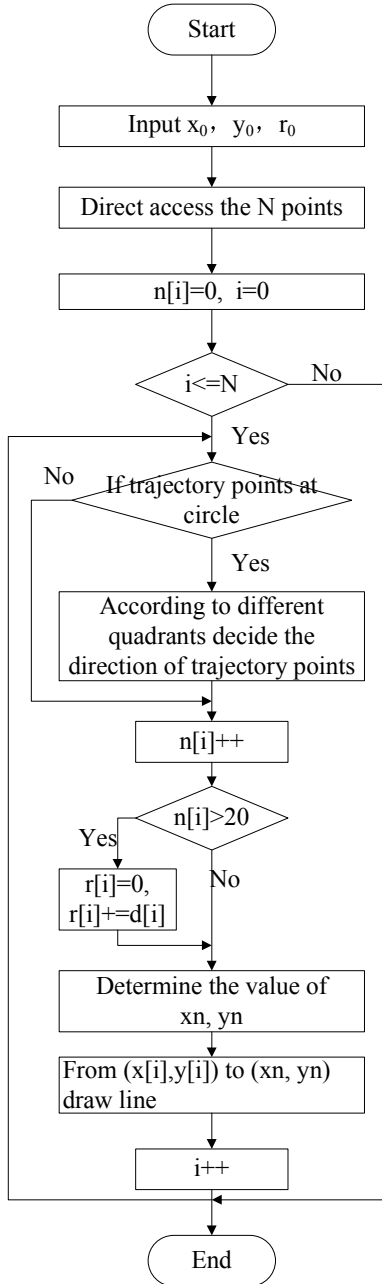 Start
Input x₀, y₀, r₀
Direct access the N points
n[i]=0, i=0
i<=N
No
Yes
No
If trajectory points at
circle
Yes
According to different
quadrants decide the
direction of trajectory points
n[i]++
n[i]>20
Yes
No
r[i]=0,
r[i]+=d[i]
Determine the value of
xn, yn
From (x[i],y[i]) to (xn, yn)
draw line
i++
End